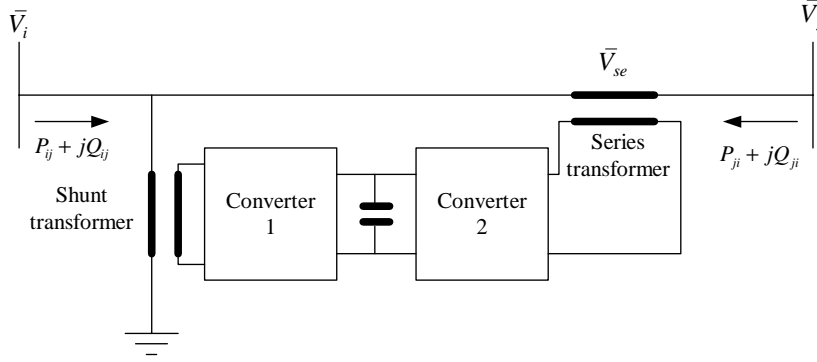 V̄ᵢ
V̄
V̄ₛₑ
Pᵢⱼ + jQᵢⱼ
Pⱼᵢ + jQⱼᵢ
Shunt
transformer
Converter
1
Converter
2
Series
transformer